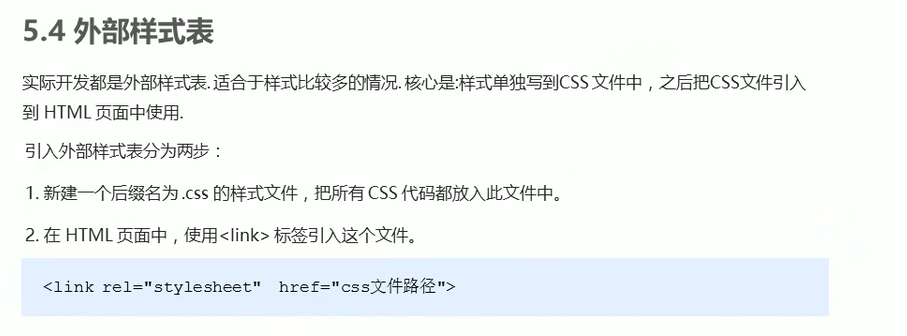 5.4 外部样式表
实际开发都是外部样式表. 适合于样式比较多的情况. 核心是:样式单独写到CSS 文件中，之后把CSS文件引入
到 HTML 页面中使用.
引入外部样式表分为两步：
1. 新建一个后缀名为 .css 的样式文件，把所有 CSS 代码都放入此文件中。
2. 在 HTML 页面中，使用<link> 标签引入这个文件。
<link rel="stylesheet"  href="css文件路径">